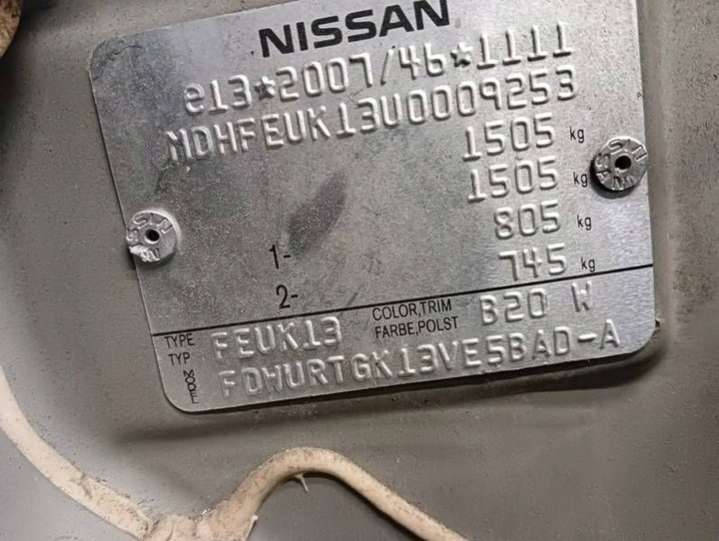 NISSAN
e13*2007/46*1111
MDHFEUK13U0009253
1505 kg
1505 kg
1- 805 kg
2- 745 kg
TYPE TYP FEUK13 COLOR,TRIM FARBE,POLST B20 W
MODEL FDMURTGK13VE5BAD-A